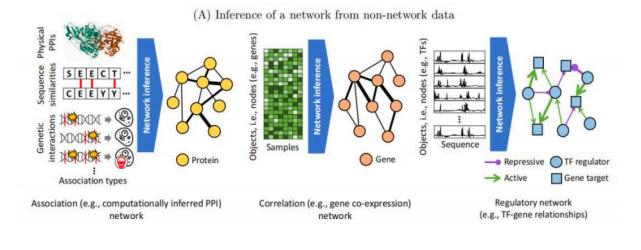 (A) Inference of a network from non-network data
Physical
PPIs
Sequence
similarities
S E E C T ...
C E E Y Y ...
Genetic
interactions
Association types
Network inference
Protein
Association (e.g., computationally inferred PPI)
network
Objects, i.e., nodes (e.g., genes)
Samples
Network inference
Gene
Correlation (e.g., gene co-expression)
network
Objects, i.e., nodes (e.g., TFs)
Sequence
Network inference
Repressive
TF regulator
Active
Gene target
Regulatory network
(e.g., TF-gene relationships)